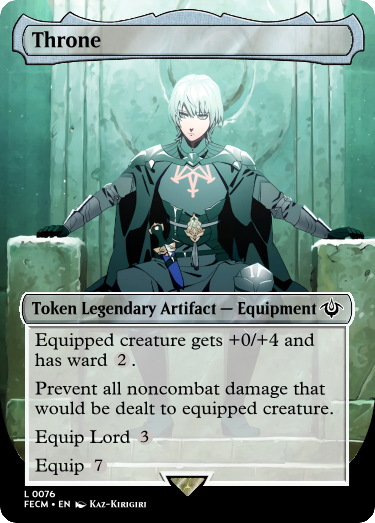 Throne
Token Legendary Artifact — Equipment
Equipped creature gets +0/+4 and
has ward 2 .
Prevent all noncombat damage that
would be dealt to equipped creature.
Equip Lord 3
Equip 7
L 0076
FECM • EN Kaz-Kirigiri